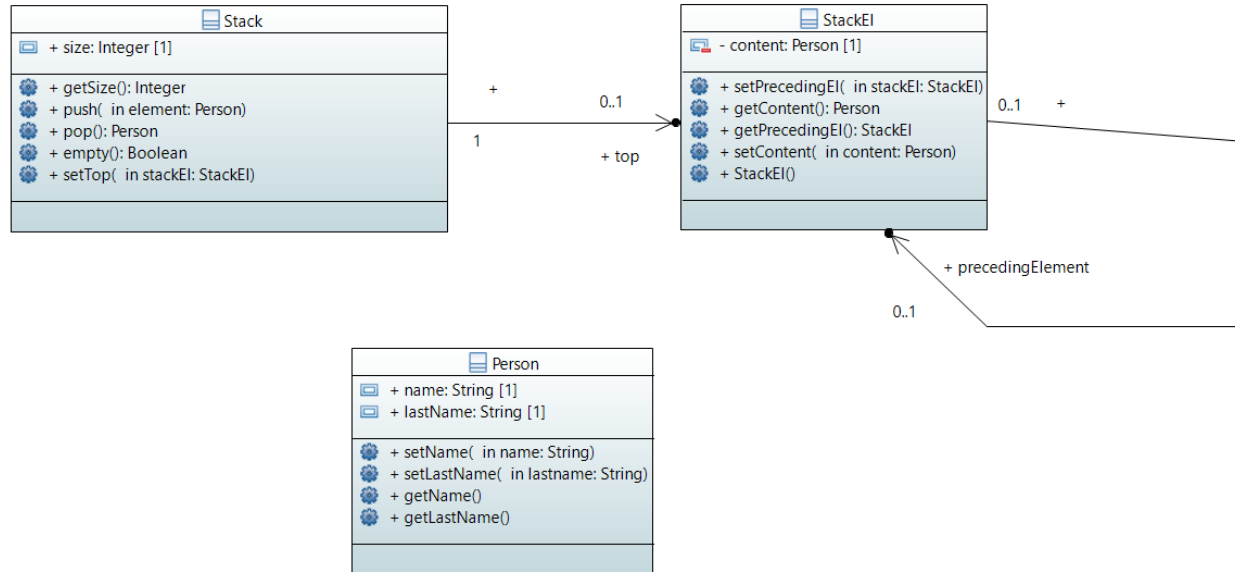 Stack
+ size: Integer [1]
+ getSize(): Integer
+ push( in element: Person)
+ pop(): Person
+ empty(): Boolean
+ setTop( in stackEl: StackEl)
+
0..1
1
+ top
StackEl
- content: Person [1]
+ setPrecedingEl( in stackEl: StackEl)
+ getContent(): Person
+ getPrecedingEl(): StackEl
+ setContent( in content: Person)
+ StackEl()
0..1 +
+ precedingElement
0..1
Person
+ name: String [1]
+ lastName: String [1]
+ setName( in name: String)
+ setLastName( in lastname: String)
+ getName()
+ getLastName()